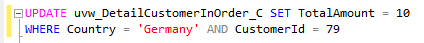 UPDATE uvw_DetailCustomerInOrder_C SET TotalAmount = 10
WHERE Country = 'Germany' AND CustomerId = 79